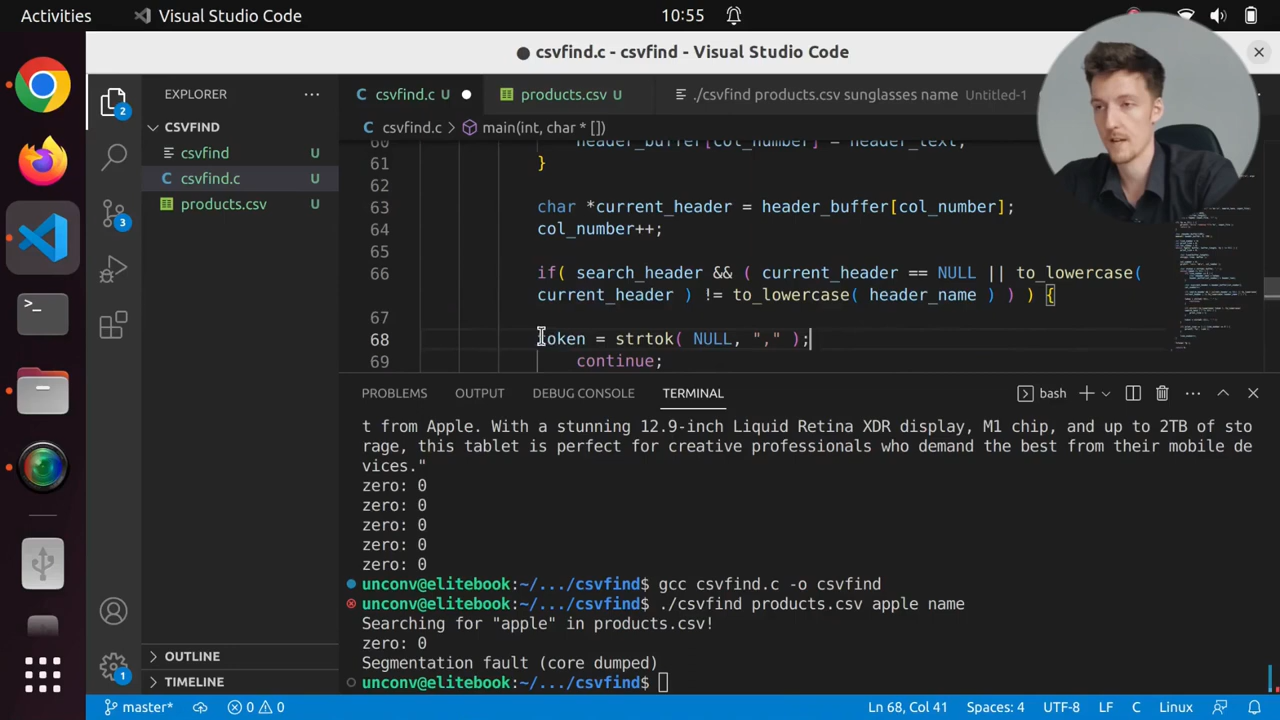 Activities
Visual Studio Code
10:55
csvfind.c - csvfind - Visual Studio Code
EXPLORER
CSVFIND
csvfind U
csvfind.c U
products.csv U
2
3
1
OUTLINE
TIMELINE
csvfind.c U
products.csv U
./csvfind products.csv sunglasses name Untitled-1
csvfind.c > main(int, char * [])
60 header_buffer[col_number] = header_text;
61 }
62
63 char *current_header = header_buffer[col_number];
64 col_number++;
65
66 if( search_header && ( current_header == NULL || to_lowercase(
current_header ) != to_lowercase( header_name ) ) ) {
67
68 token = strtok( NULL, "," );
69 continue;
PROBLEMS OUTPUT DEBUG CONSOLE TERMINAL
bash
t from Apple. With a stunning 12.9-inch Liquid Retina XDR display, M1 chip, and up to 2TB of sto
rage, this tablet is perfect for creative professionals who demand the best from their mobile de
vices."
zero: 0
zero: 0
zero: 0
zero: 0
zero: 0
unconv@elitebook:~/.../csvfind$ gcc csvfind.c -o csvfind
unconv@elitebook:~/.../csvfind$ ./csvfind products.csv apple name
Searching for "apple" in products.csv!
zero: 0
Segmentation fault (core dumped)
unconv@elitebook:~/.../csvfind$
master* 0 0 Ln 68, Col 41 Spaces: 4 UTF-8 LF C Linux